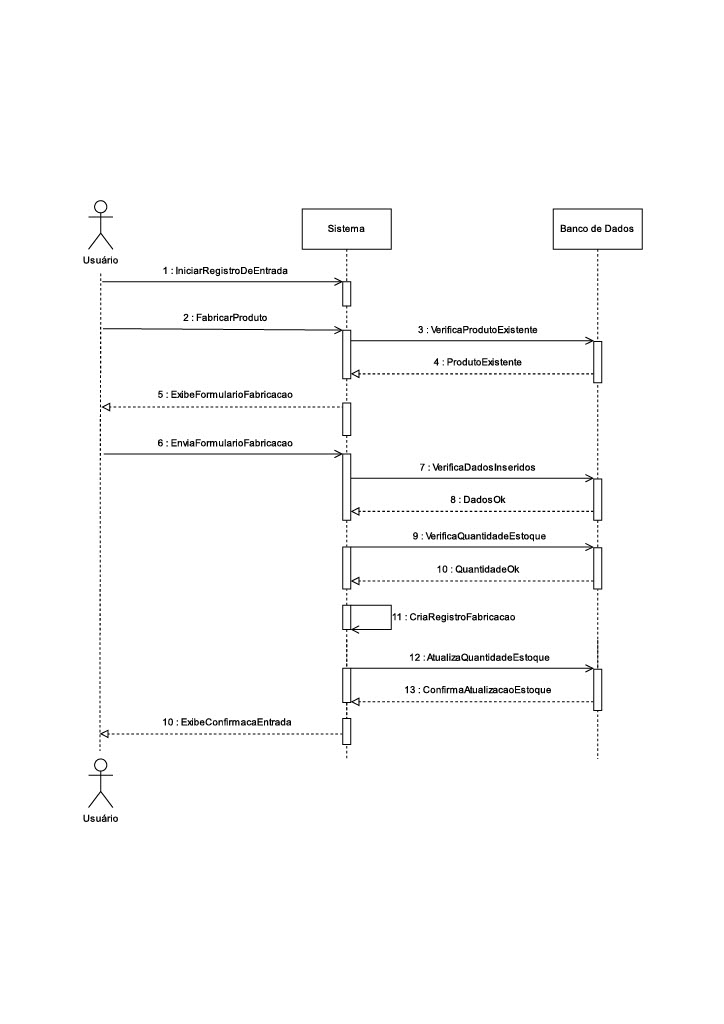 Sistema
Banco de Dados
Usuário
1 : IniciarRegistroDeEntrada
2 : FabricarProduto
3 : VerificaProdutoExistente
4 : ProdutoExistente
5 : ExibeFormularioFabricacao
6 : EnviaFormularioFabricacao
7 : VerificaDadosInseridos
8 : DadosOk
9 : VerificaQuantidadeEstoque
10 : QuantidadeOk
11 : CriaRegistroFabricacao
12 : AtualizaQuantidadeEstoque
13 : ConfirmaAtualizacaoEstoque
10 : ExibeConfirmacaEntrada
Usuário